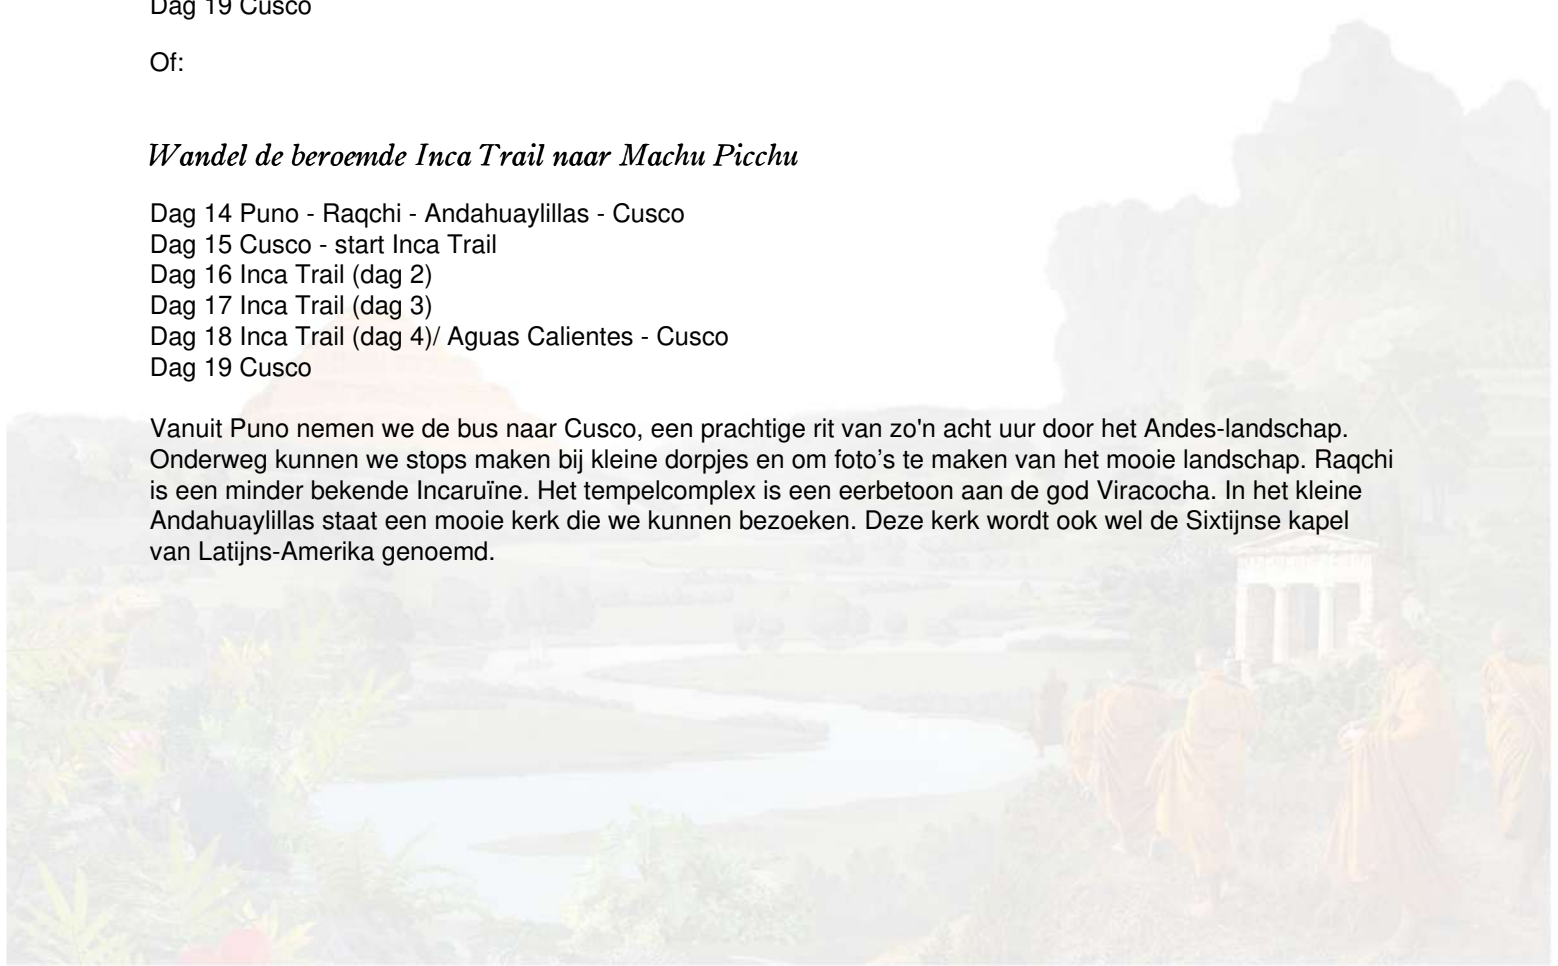 Dag 19 Cusco
Of:
Wandel de beroemde Inca Trail naar Machu Picchu
Dag 14 Puno - Raqchi - Andahuaylillas - Cusco
Dag 15 Cusco - start Inca Trail
Dag 16 Inca Trail (dag 2)
Dag 17 Inca Trail (dag 3)
Dag 18 Inca Trail (dag 4)/ Aguas Calientes - Cusco
Dag 19 Cusco
Vanuit Puno nemen we de bus naar Cusco, een prachtige rit van zo'n acht uur door het Andes-landschap.
Onderweg kunnen we stops maken bij kleine dorpjes en om foto’s te maken van het mooie landschap. Raqchi
is een minder bekende Incaruïne. Het tempelcomplex is een eerbetoon aan de god Viracocha. In het kleine
Andahuaylillas staat een mooie kerk die we kunnen bezoeken. Deze kerk wordt ook wel de Sixtijnse kapel
van Latijns-Amerika genoemd.